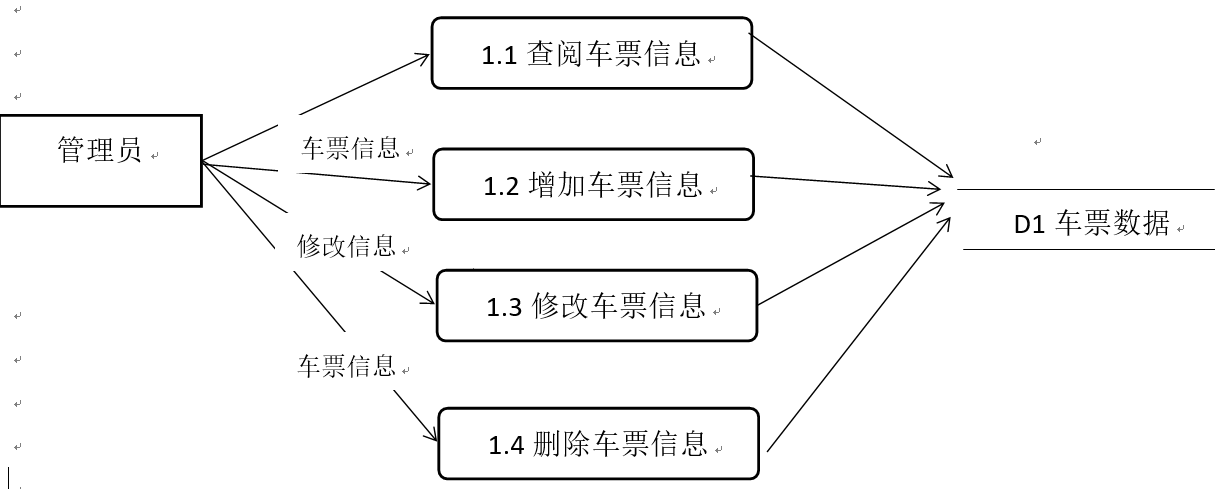 1.1 查阅车票信息
管理员
车票信息
1.2 增加车票信息
D1 车票数据
修改信息
1.3 修改车票信息
车票信息
1.4 删除车票信息